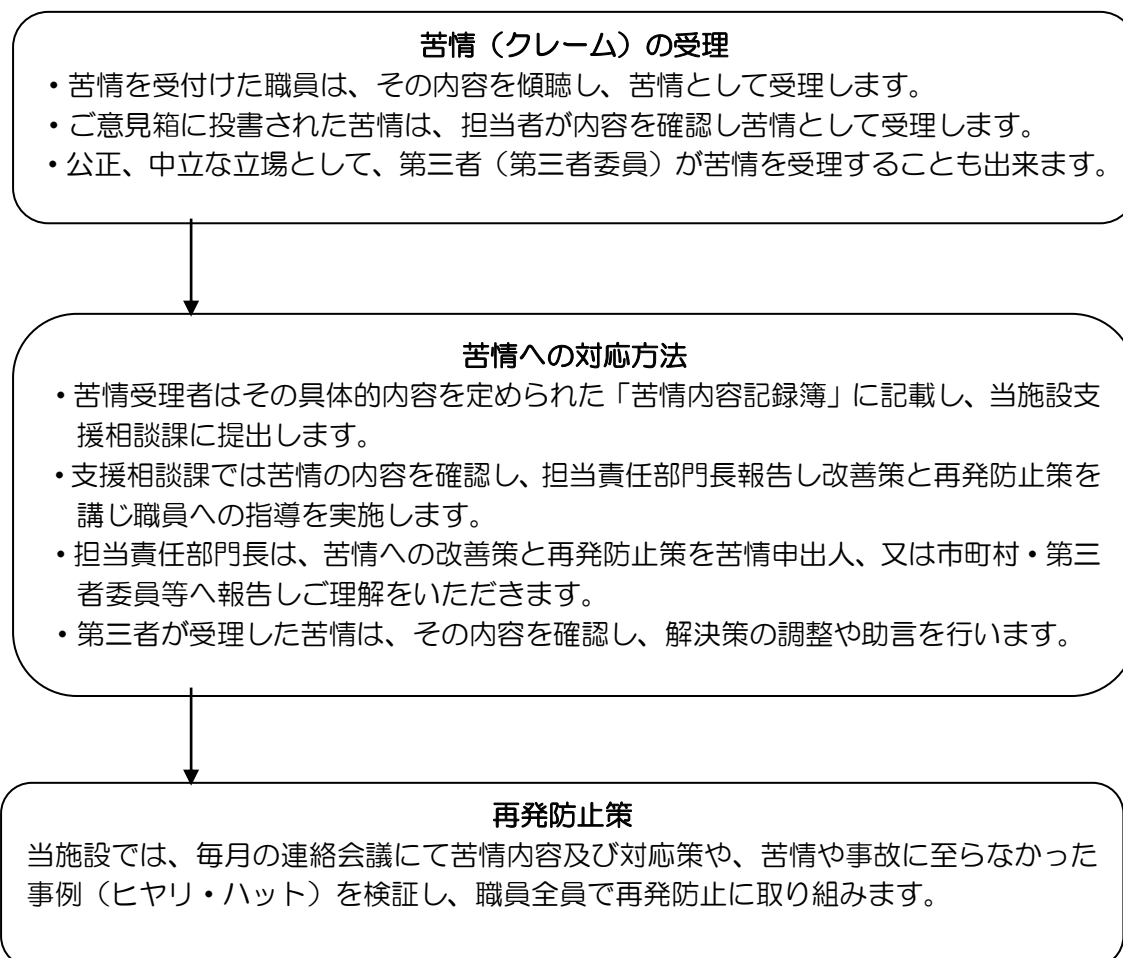 苦情（クレーム）の受理
・苦情を受付けた職員は、その内容を傾聴し、苦情として受理します。
・ご意見箱に投書された苦情は、担当者が内容を確認し苦情として受理します。
・公正、中立な立場として、第三者（第三者委員）が苦情を受理することも出来ます。
苦情への対応方法
・苦情受理者はその具体的内容を定められた「苦情内容記録簿」に記載し、当施設支
援相談課に提出します。
・支援相談課では苦情の内容を確認し、担当責任部門長報告し改善策と再発防止策を
講じ職員への指導を実施します。
・担当責任部門長は、苦情への改善策と再発防止策を苦情申出人、又は市町村・第三
者委員等へ報告しご理解をいただきます。
・第三者が受理した苦情は、その内容を確認し、解決策の調整や助言を行います。
再発防止策
当施設では、毎月の連絡会議にて苦情内容及び対応策や、苦情や事故に至らなかった
事例（ヒヤリ・ハット）を検証し、職員全員で再発防止に取り組みます。